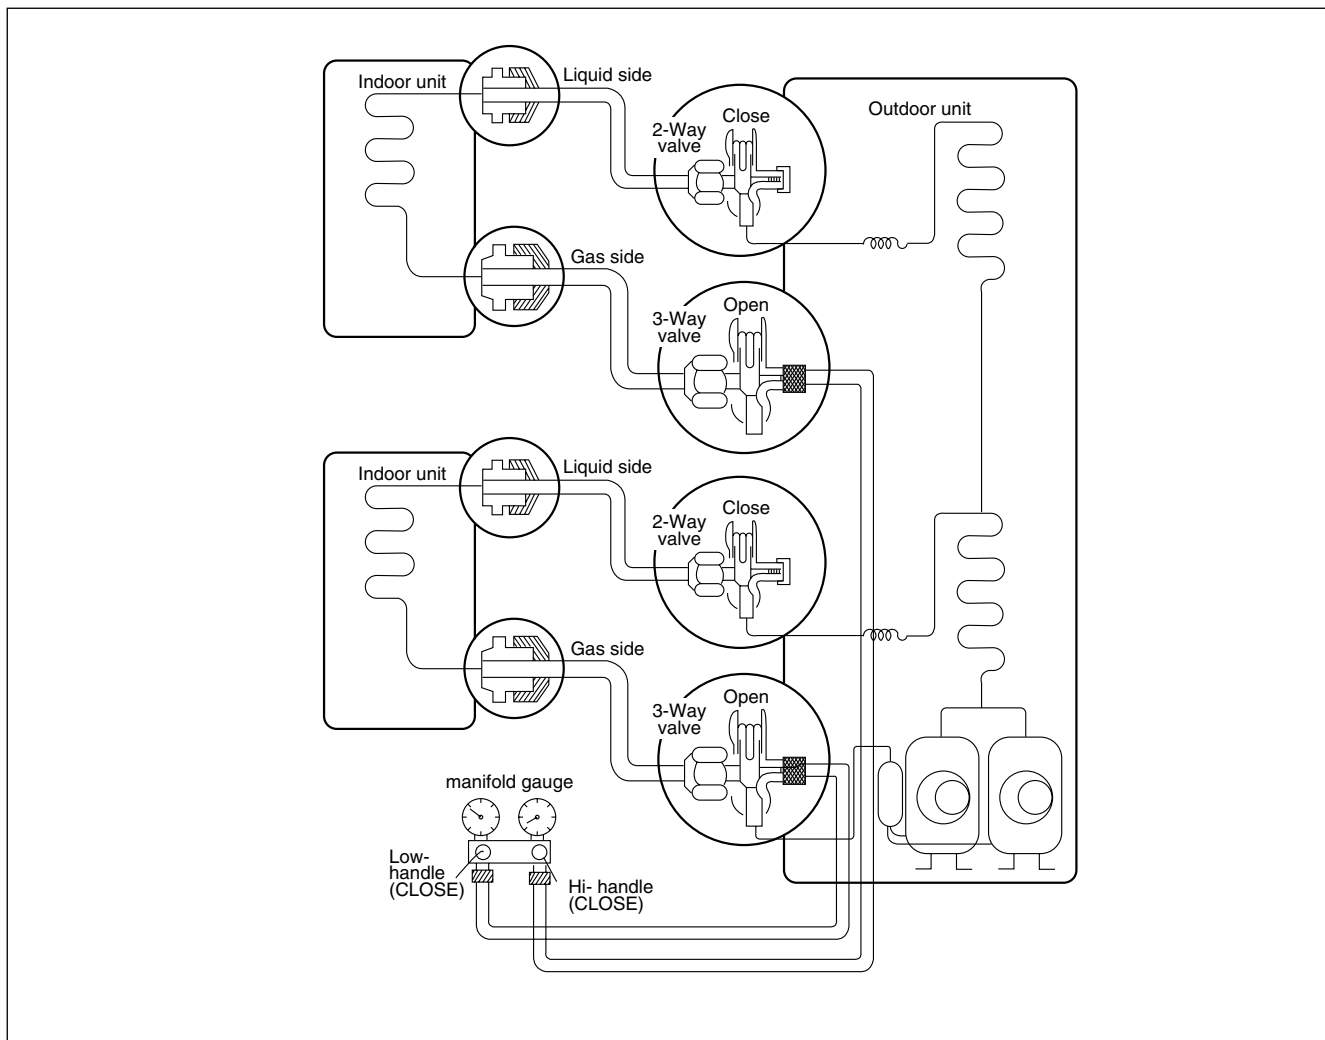 Indoor unit
Liquid side
2-Way
valve
Close
Outdoor unit
Gas side
3-Way
valve
Open
Indoor unit
Liquid side
2-Way
valve
Close
Gas side
3-Way
valve
Open
manifold gauge
Low-
handle
(CLOSE)
Hi- handle
(CLOSE)